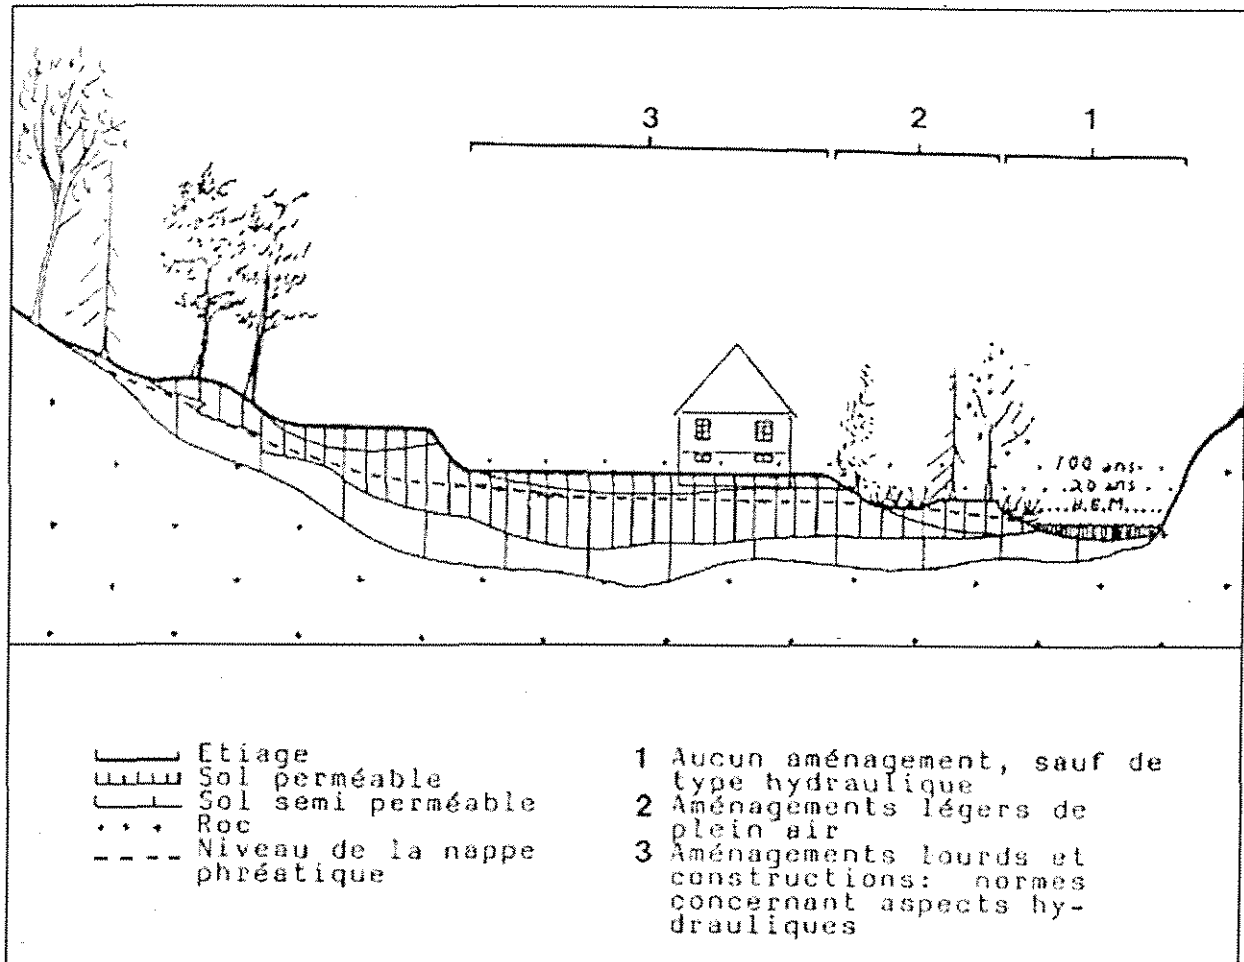 3 2 1
100 ans
20 ans
H.E.M.
Etiage
Sol perméable
Sol semi perméable
Roc
Niveau de la nappe
phréatique
1 Aucun aménagement, sauf de
type hydraulique
2 Aménagements légers de
plein air
3 Aménagements lourds et
constructions: normes
concernant aspects hy-
drauliques